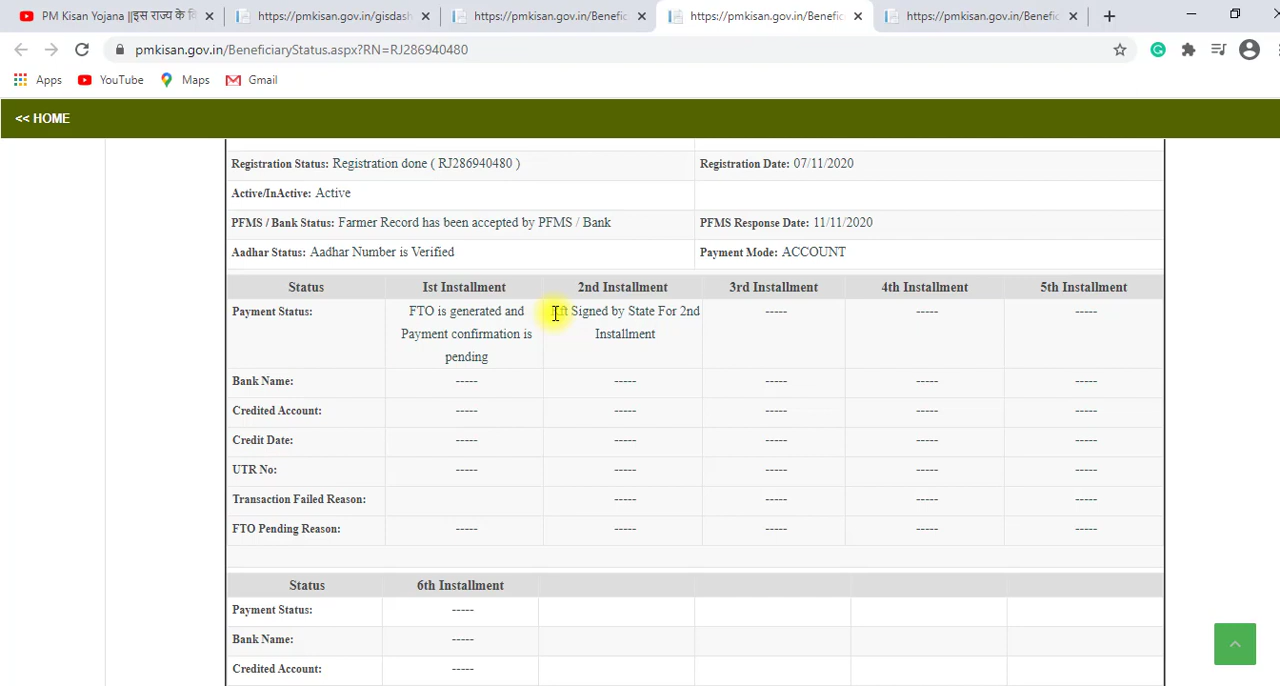 PM Kisan Yojana ||इस राज्य के वि
https://pmkisan.gov.in/gisdash
https://pmkisan.gov.in/Benefic
https://pmkisan.gov.in/Benefic
https://pmkisan.gov.in/Benefic
pmkisan.gov.in/BeneficiaryStatus.aspx?RN=RJ286940480
Apps YouTube Maps Gmail
<< HOME
Registration Status: Registration done ( RJ286940480 ) Registration Date: 07/11/2020
Active/InActive: Active
PFMS / Bank Status: Farmer Record has been accepted by PFMS / Bank PFMS Response Date: 11/11/2020
Aadhar Status: Aadhar Number is Verified Payment Mode: ACCOUNT
Status Ist Installment 2nd Installment 3rd Installment 4th Installment 5th Installment
Payment Status: FTO is generated and Signed by State For 2nd ----- ----- -----
Payment confirmation is Installment
pending
Bank Name: ----- ----- ----- ----- -----
Credited Account: ----- ----- ----- ----- -----
Credit Date: ----- ----- ----- ----- -----
UTR No: ----- ----- ----- ----- -----
Transaction Failed Reason: ----- ----- ----- -----
FTO Pending Reason: ----- ----- ----- ----- -----
Status 6th Installment
Payment Status: -----
Bank Name: -----
Credited Account: -----